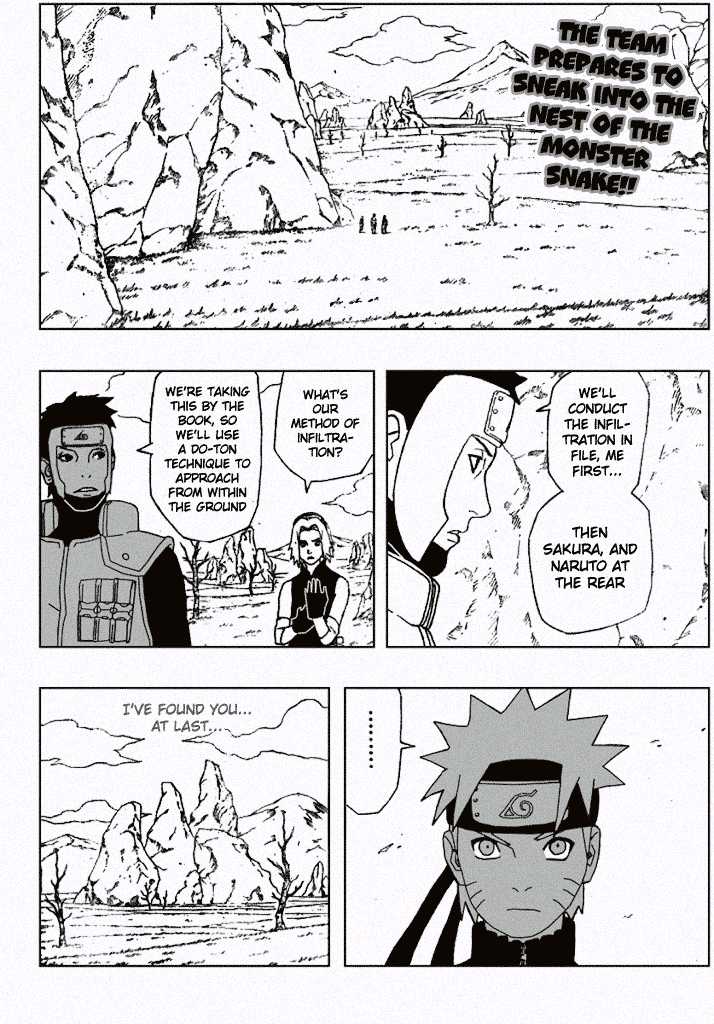 THE TEAM
PREPARES TO
SNEAK INTO THE
NEST OF THE
MONSTER
SNAKE!!
WE'LL
CONDUCT
THE INFIL-
TRATION IN
FILE, ME
FIRST...
THEN
SAKURA, AND
NARUTO AT
THE REAR
WHAT'S
OUR
METHOD OF
INFILTRA-
TION?
WE'RE TAKING
THIS BY THE
BOOK, SO
WE'LL USE
A DO-TON
TECHNIQUE TO
APPROACH
FROM WITHIN
THE GROUND
........
I'VE FOUND YOU...
AT LAST...